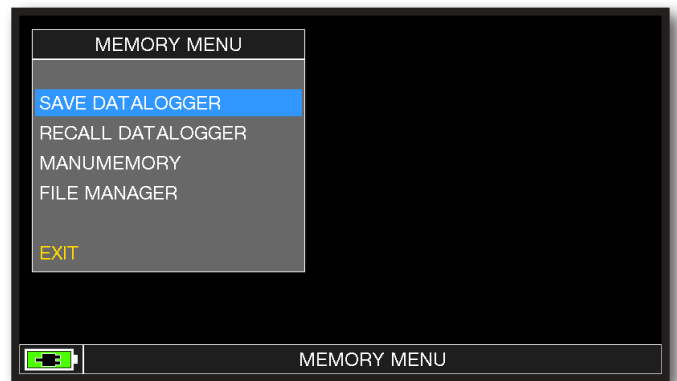 MEMORY MENU
SAVE DATALOGGER
RECALL DATALOGGER
MANUMEMORY
FILE MANAGER
EXIT
MEMORY MENU